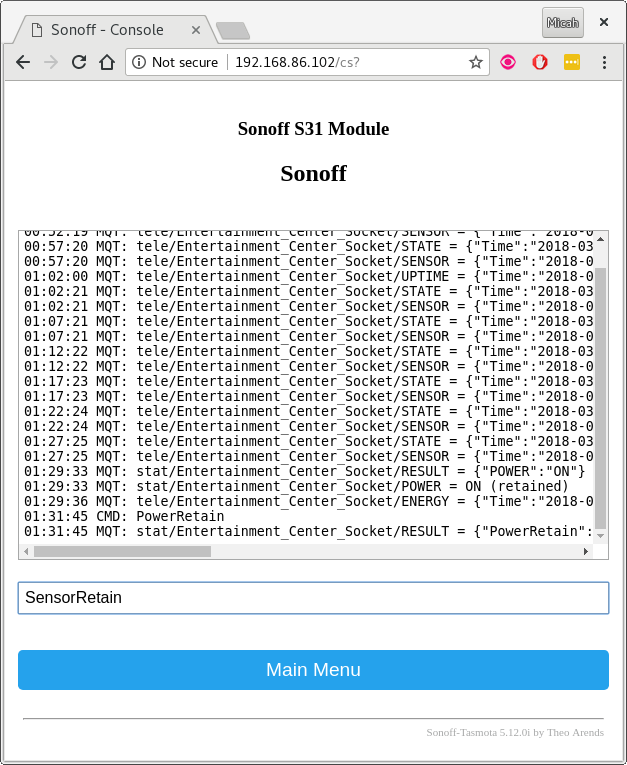 Micah
Sonoff - Console
Not secure
192.168.86.102/cs?
Sonoff S31 Module
Sonoff
00:52:19 MQT: tele/Entertainment_Center_Socket/SENSOR = {"Time":"2018-0
00:57:20 MQT: tele/Entertainment_Center_Socket/STATE = {"Time":"2018-03
00:57:20 MQT: tele/Entertainment_Center_Socket/SENSOR = {"Time":"2018-0
01:02:00 MQT: tele/Entertainment_Center_Socket/UPTIME = {"Time":"2018-0
01:02:21 MQT: tele/Entertainment_Center_Socket/STATE = {"Time":"2018-03
01:02:21 MQT: tele/Entertainment_Center_Socket/SENSOR = {"Time":"2018-0
01:07:21 MQT: tele/Entertainment_Center_Socket/STATE = {"Time":"2018-03
01:07:21 MQT: tele/Entertainment_Center_Socket/SENSOR = {"Time":"2018-0
01:12:22 MQT: tele/Entertainment_Center_Socket/STATE = {"Time":"2018-03
01:12:22 MQT: tele/Entertainment_Center_Socket/SENSOR = {"Time":"2018-0
01:17:23 MQT: tele/Entertainment_Center_Socket/STATE = {"Time":"2018-03
01:17:23 MQT: tele/Entertainment_Center_Socket/SENSOR = {"Time":"2018-0
01:22:24 MQT: tele/Entertainment_Center_Socket/STATE = {"Time":"2018-03
01:22:24 MQT: tele/Entertainment_Center_Socket/SENSOR = {"Time":"2018-0
01:27:25 MQT: tele/Entertainment_Center_Socket/STATE = {"Time":"2018-03
01:27:25 MQT: tele/Entertainment_Center_Socket/SENSOR = {"Time":"2018-0
01:29:33 MQT: stat/Entertainment_Center_Socket/RESULT = {"POWER":"ON"}
01:29:33 MQT: stat/Entertainment_Center_Socket/POWER = ON (retained)
01:29:36 MQT: tele/Entertainment_Center_Socket/ENERGY = {"Time":"2018-0
01:31:45 CMD: PowerRetain
01:31:45 MQT: stat/Entertainment_Center_Socket/RESULT = {"PowerRetain":
SensorRetain
Main Menu
Sonoff-Tasmota 5.12.0i by Theo Arends